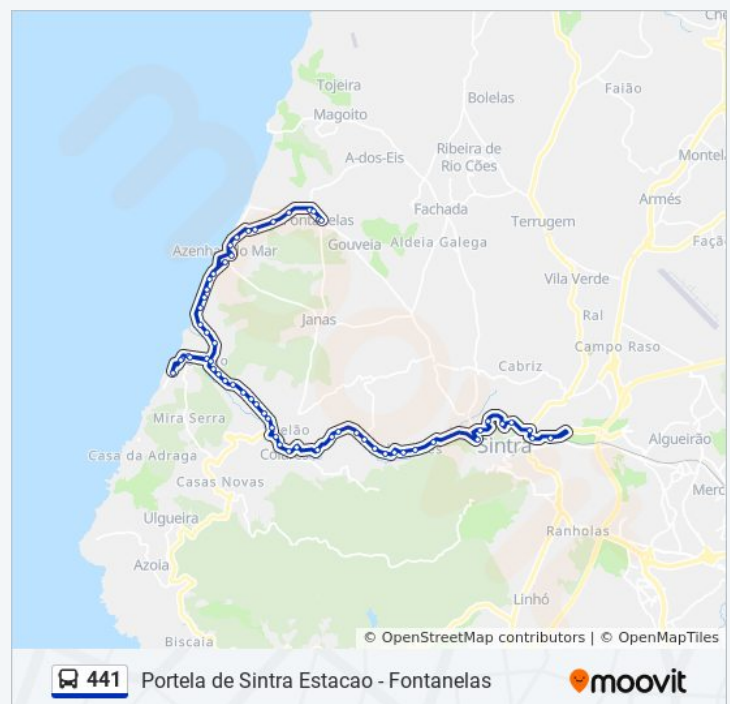 Tojeira
Faião
Bolelas
Magoito
Ribeira de
Rio Cões
A-dos-Eis
Montel
Armés
Fachada
Terrugem
Gouveia
Aldeia Galega
Vila Verde
Janas
Ral
Campo Raso
Cabriz
Mira Serra
Sintra
Algueirão
Casa da Adraga
Casas Novas
Merc
Ulgueira
Ranholas
Azoia
Linhó
Biscaia
© OpenStreetMap contributors | © OpenMapTiles
441 Portela de Sintra Estacao - Fontanelas
moovit